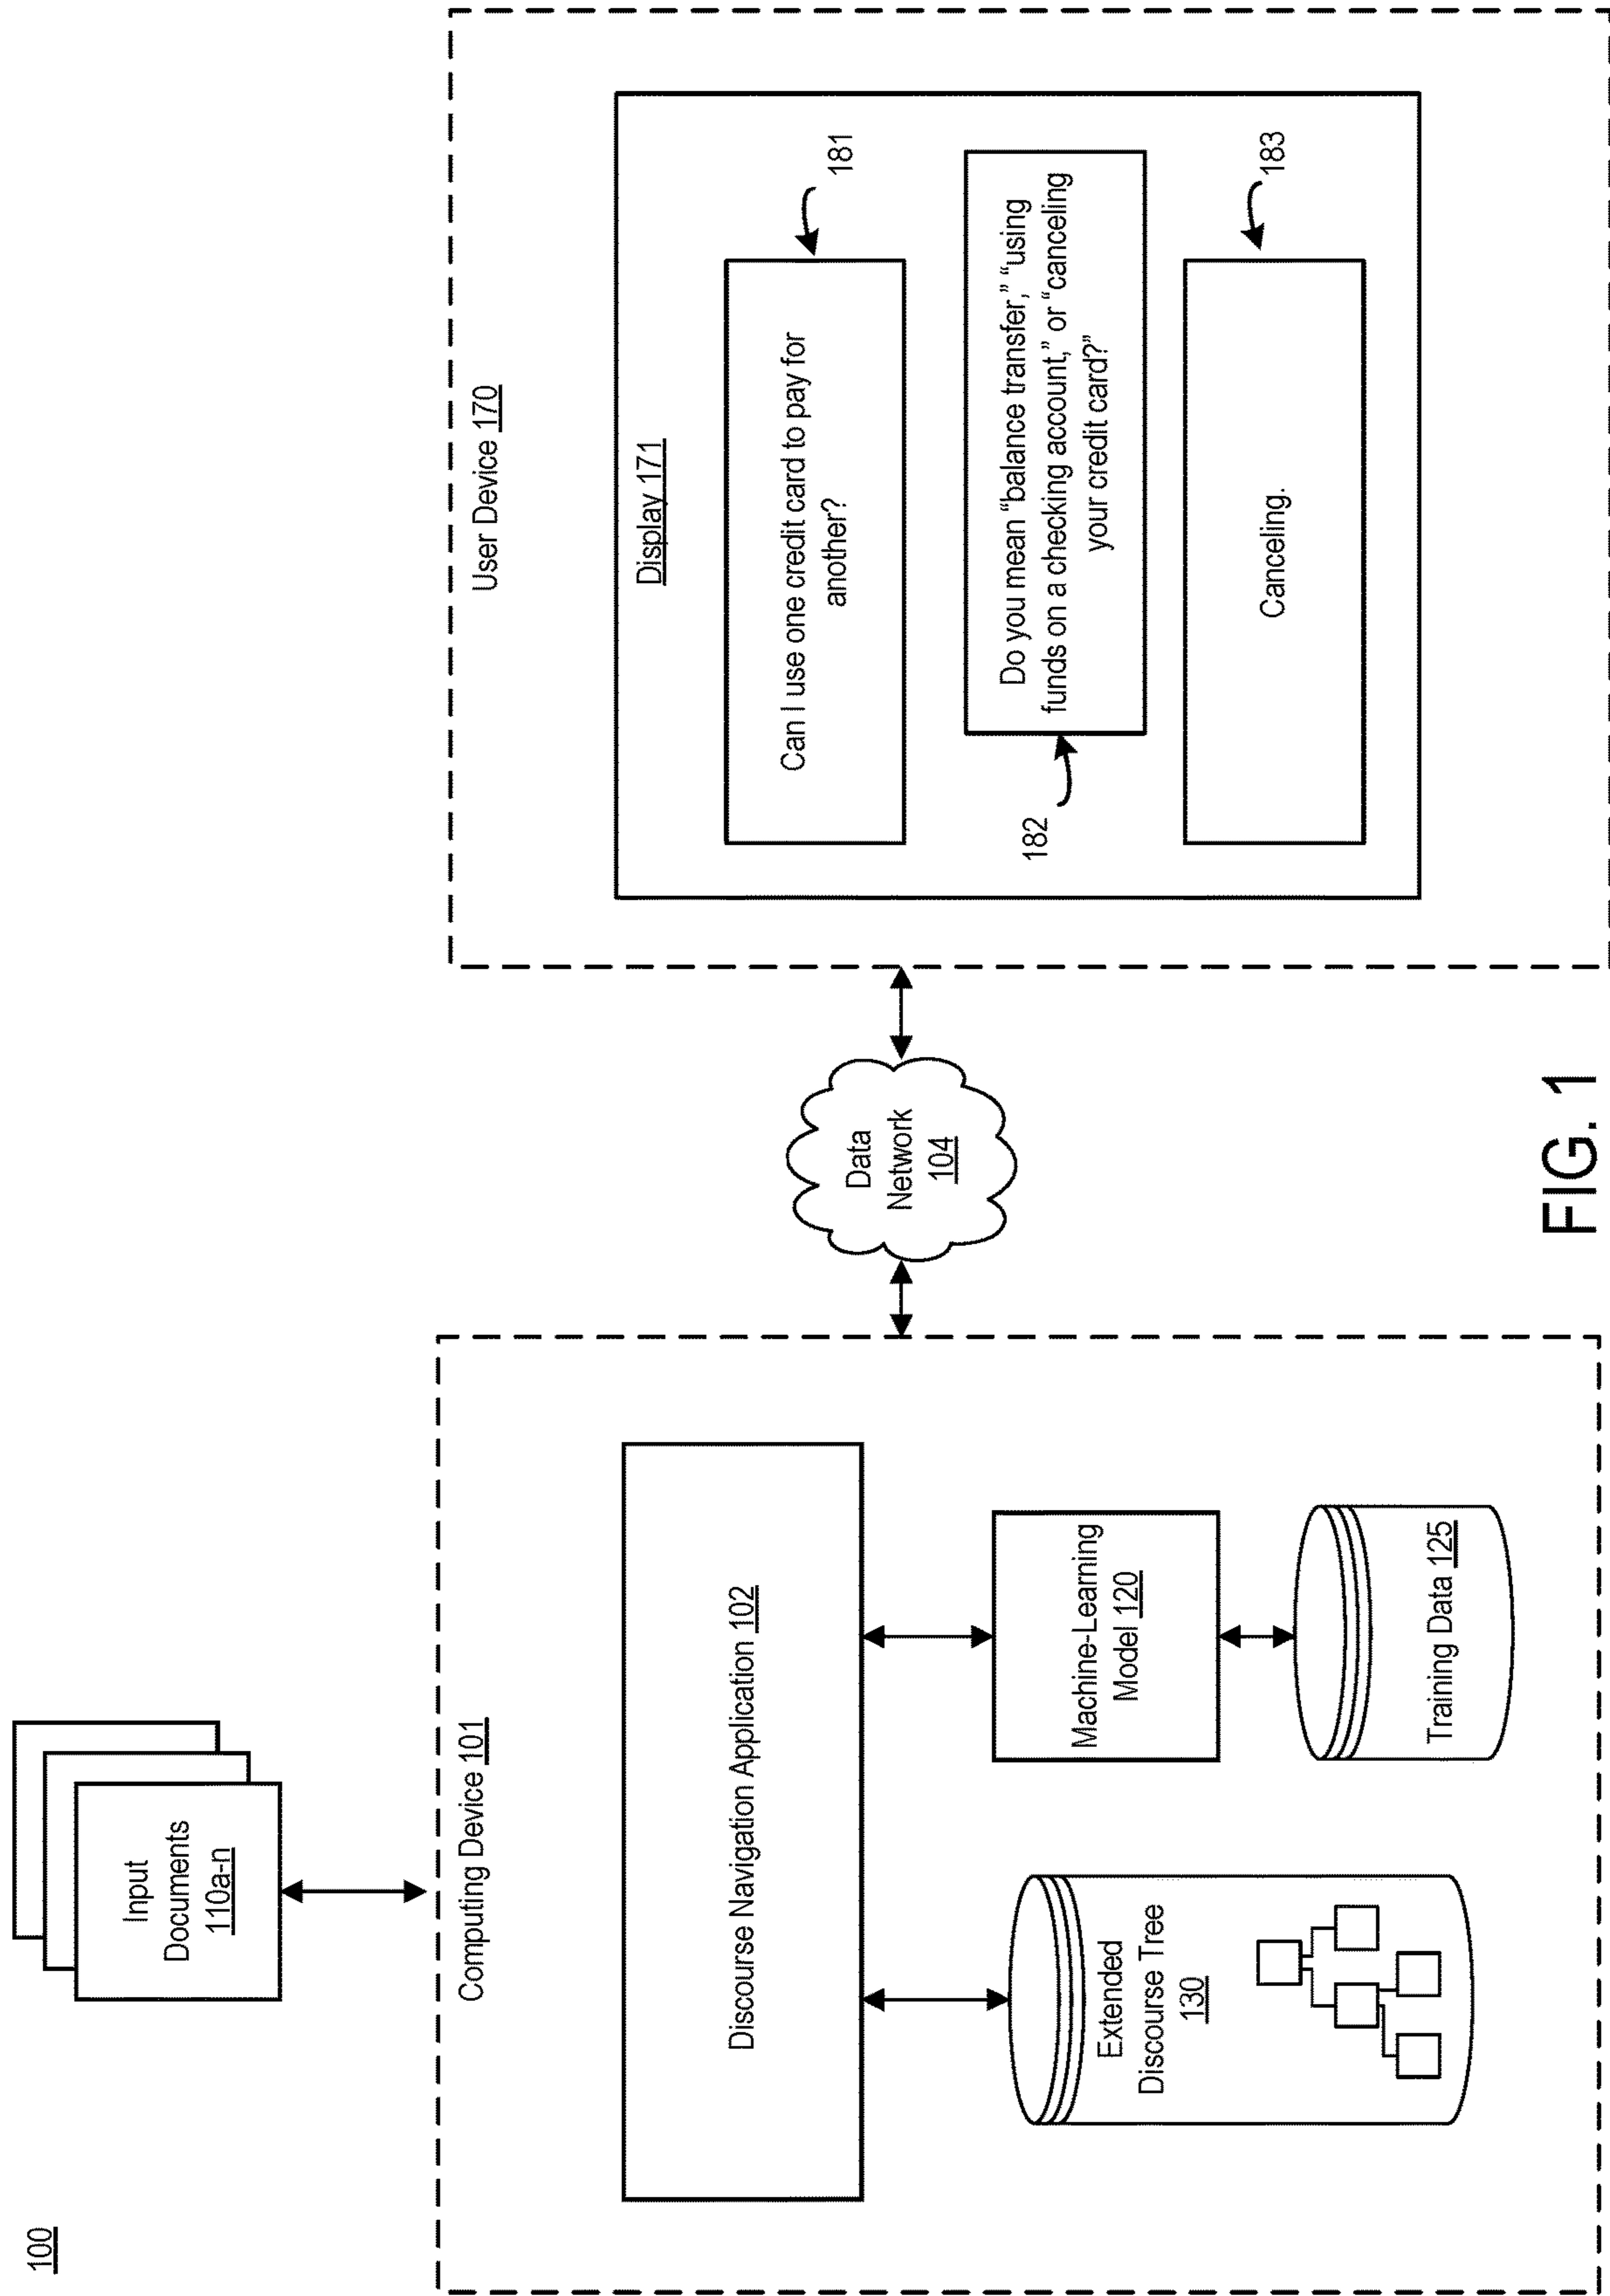 100
Input
Documents
110a-n
Computing Device 101
Discourse Navigation Application 102
Extended
Discourse Tree
130
Machine-Learning
Model 120
Training Data 125
Data
Network
104
User Device 170
Display 171
Can I use one credit card to pay for
another?
181
Do you mean “balance transfer,” “using
funds on a checking account,” or “canceling
your credit card?”
182
Canceling.
183
FIG. 1